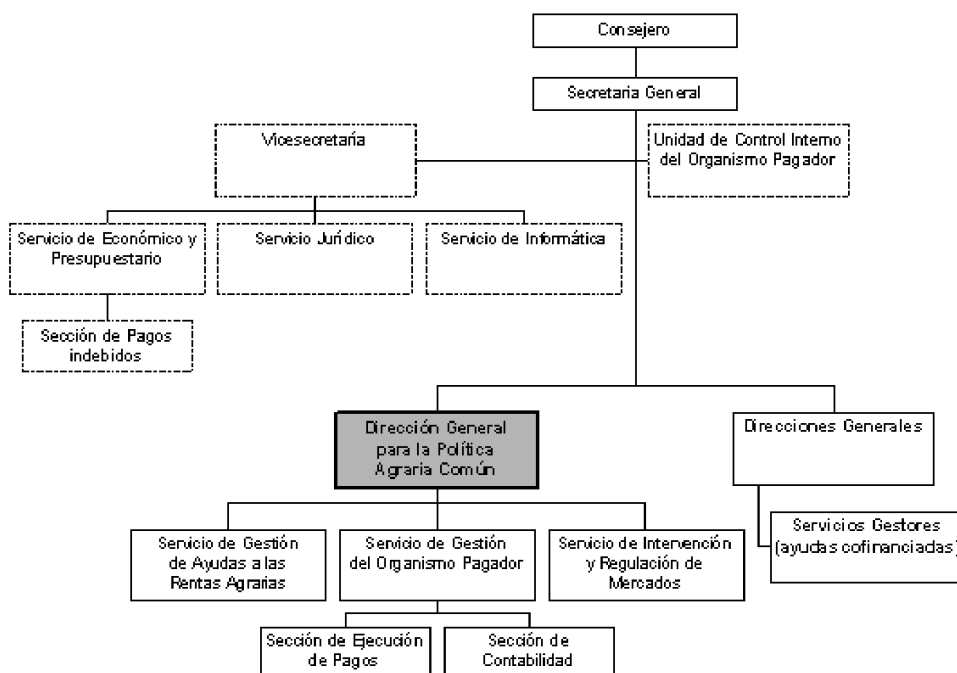 Consejero
Secretaria General
Vicesecretaría
Unidad de Control Interno
del Organismo Pagador
Servicio de Económico y
Presupuestario
Servicio Jurídico
Servicio de Informática
Sección de Pagos
indebidos
Dirección General
para la Política
Agraria Común
Direcciones Generales
Servicio de Gestión
de Ayudas a las
Rentas Agrarias
Servicio de Gestión
del Organismo Pagador
Servicio de Intervención
y Regulación de
Mercados
Servicios Gestores
(ayudas cofinanciadas)
Sección de Ejecución
de Pagos
Sección de
Contabilidad